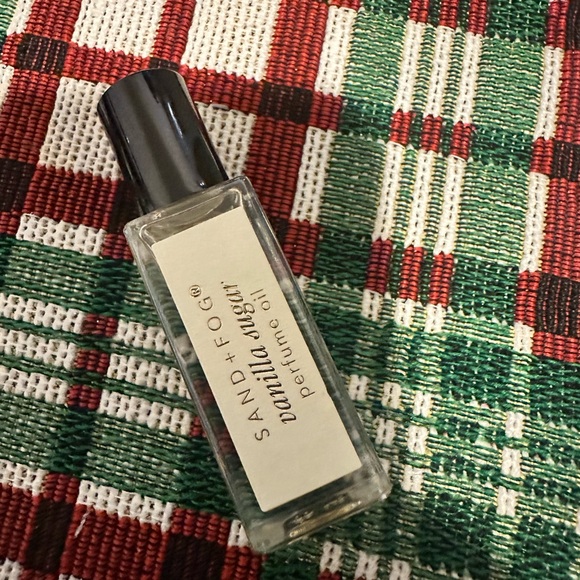 SAND + FOG®
vanilla sugar
perfume oil